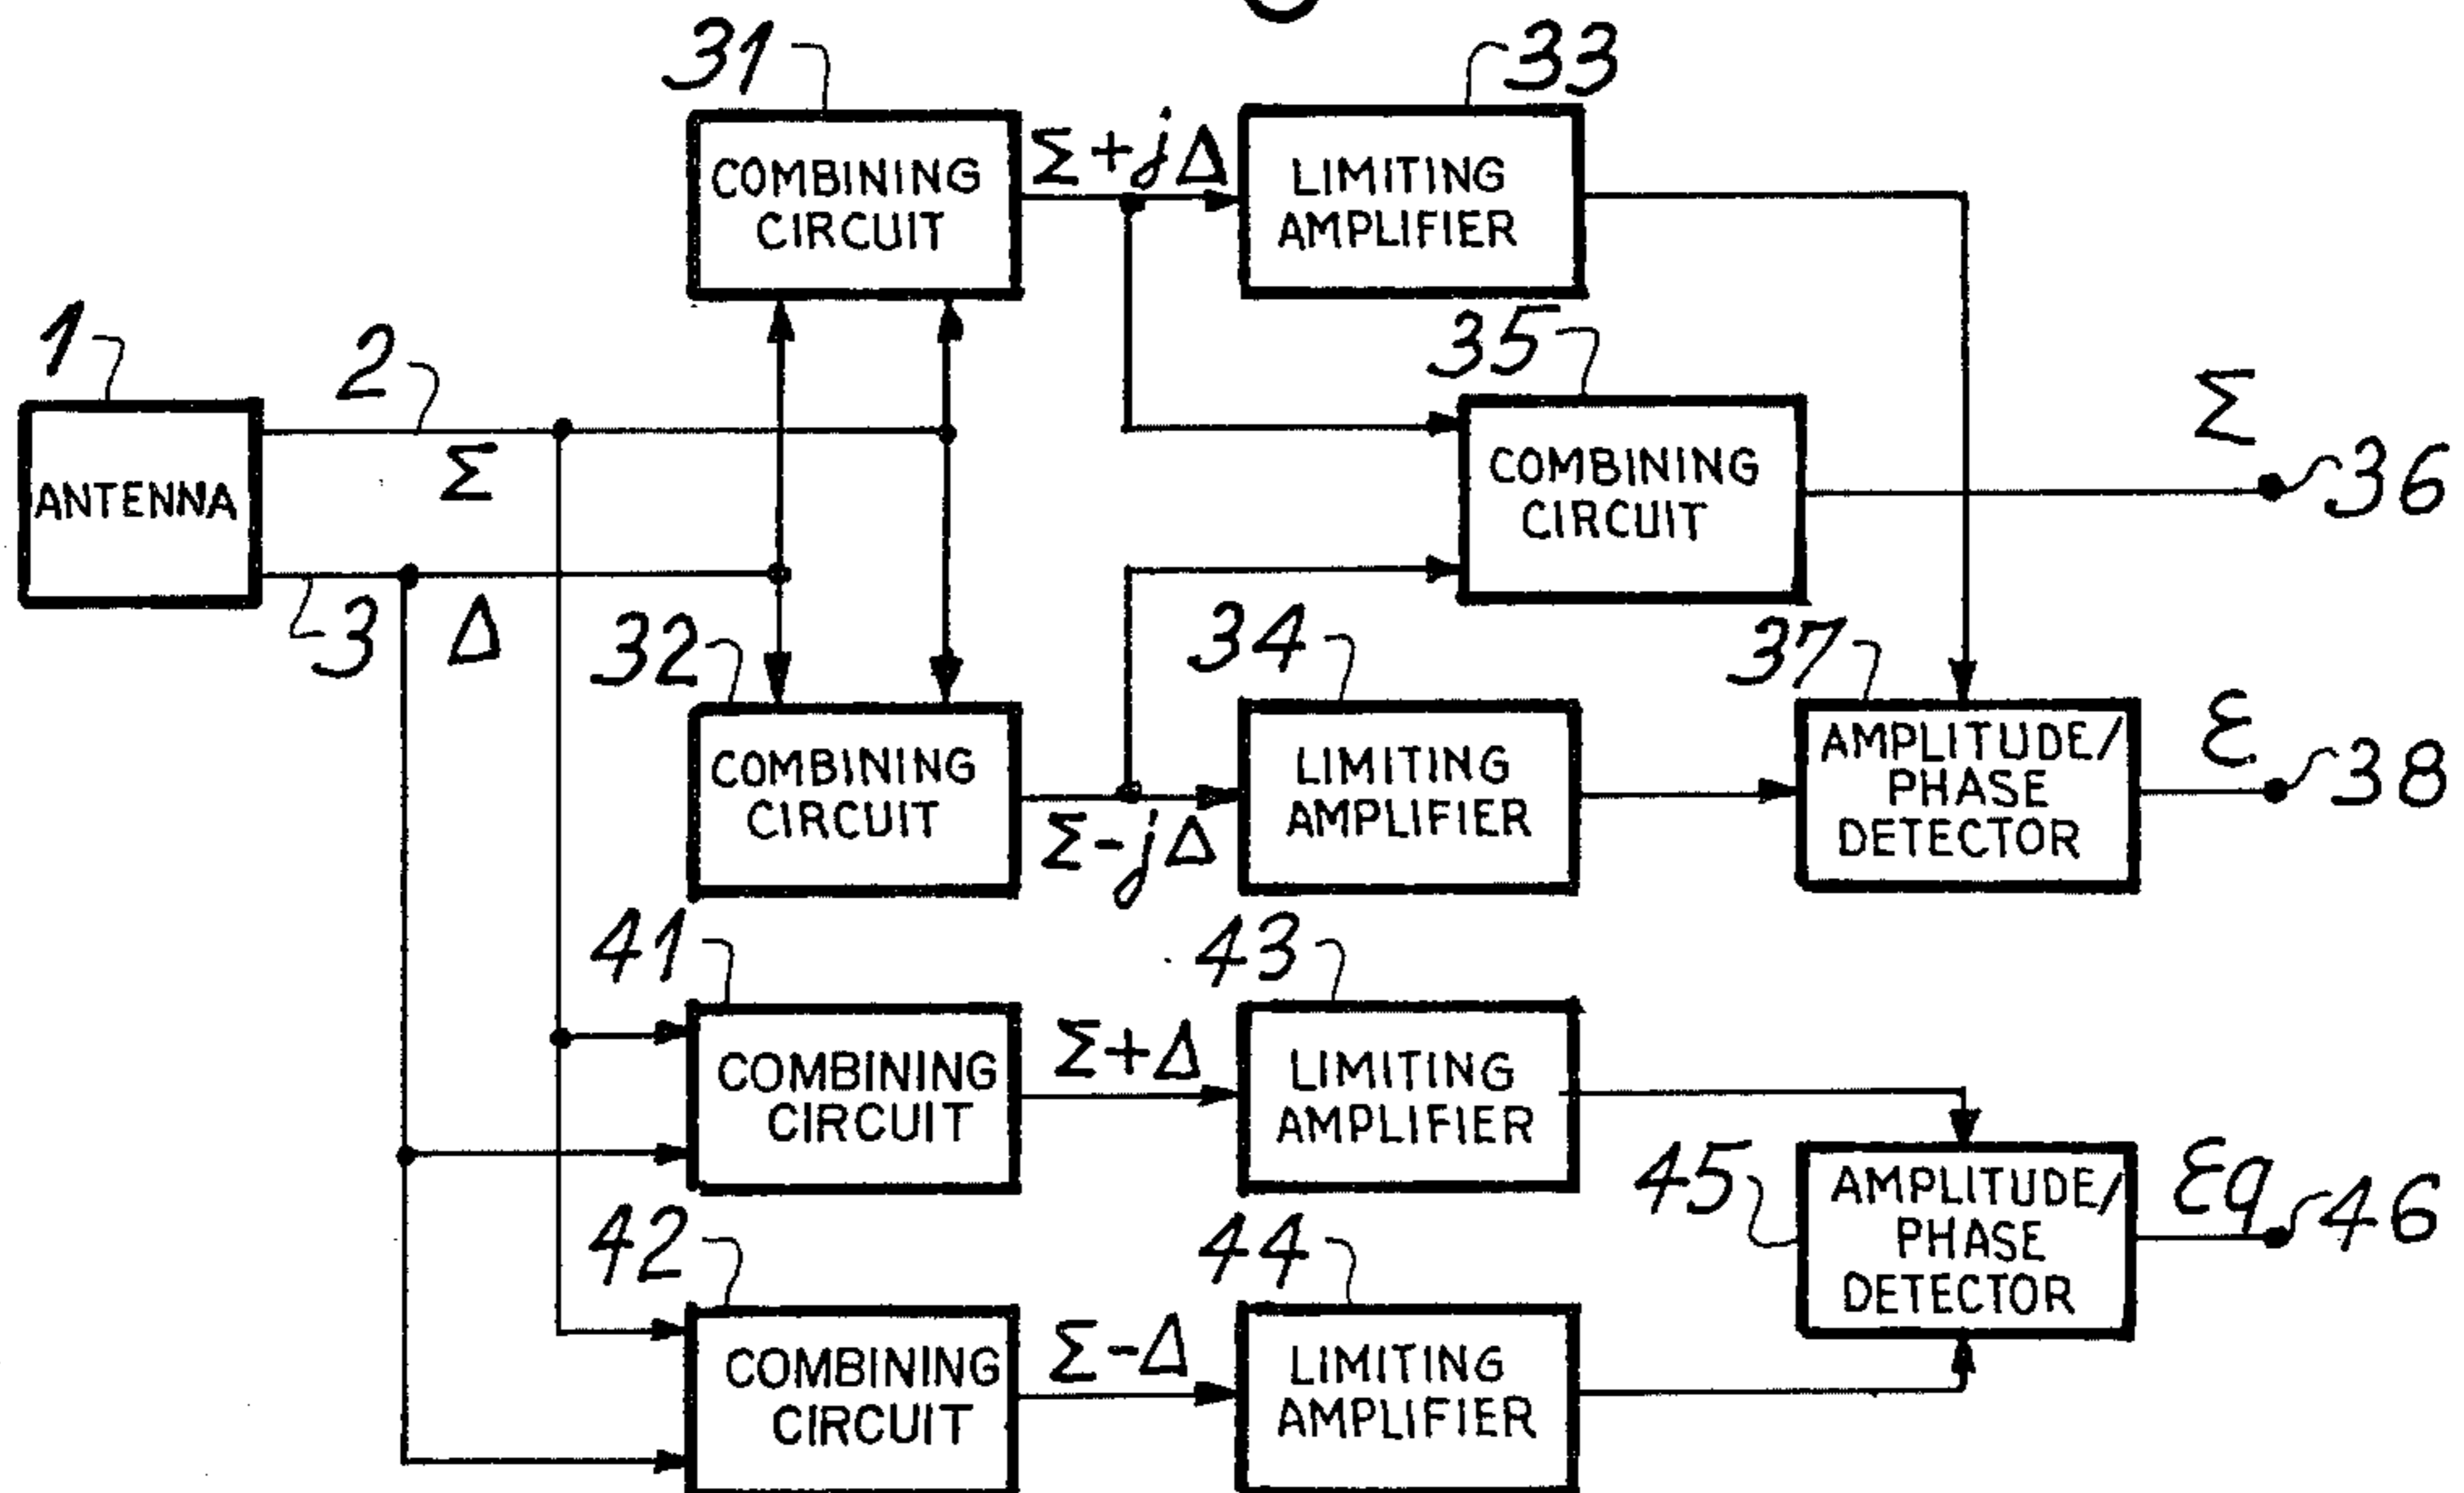 31
33
COMBINING
CIRCUIT
Σ+jΔ
LIMITING
AMPLIFIER
1
2
35
ANTENNA
Σ
COMBINING
CIRCUIT
Σ
36
3
Δ
32
34
37
COMBINING
CIRCUIT
Σ-jΔ
LIMITING
AMPLIFIER
AMPLITUDE/
PHASE
DETECTOR
ε
38
41
43
COMBINING
CIRCUIT
Σ+Δ
LIMITING
AMPLIFIER
45
AMPLITUDE/
PHASE
DETECTOR
εq
46
42
44
COMBINING
CIRCUIT
Σ-Δ
LIMITING
AMPLIFIER